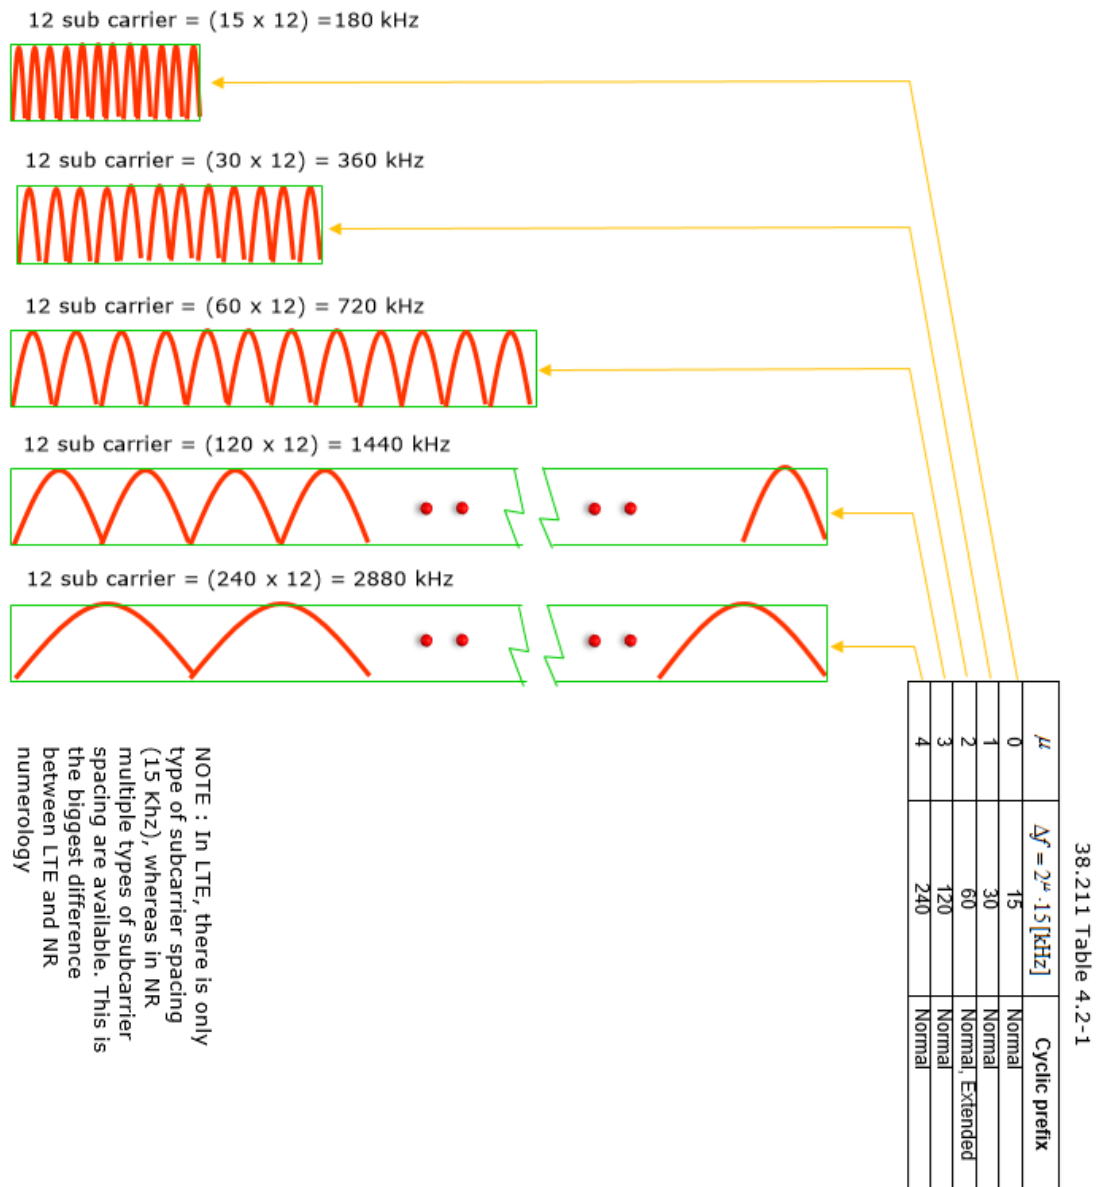 12 sub carrier = (15 x 12) =180 kHz
12 sub carrier = (30 x 12) = 360 kHz
12 sub carrier = (60 x 12) = 720 kHz
12 sub carrier = (120 x 12) = 1440 kHz
12 sub carrier = (240 x 12) = 2880 kHz
NOTE : In LTE, there is only
type of subcarrier spacing
(15 Khz), whereas in NR
multiple types of subcarrier
spacing are available. This is
the biggest difference
between LTE and NR
numerology
38.211 Table 4.2-1
μ Δf = 2^μ · 15 [kHz] Cyclic prefix
0 15 Normal
1 30 Normal
2 60 Normal, Extended
3 120 Normal
4 240 Normal